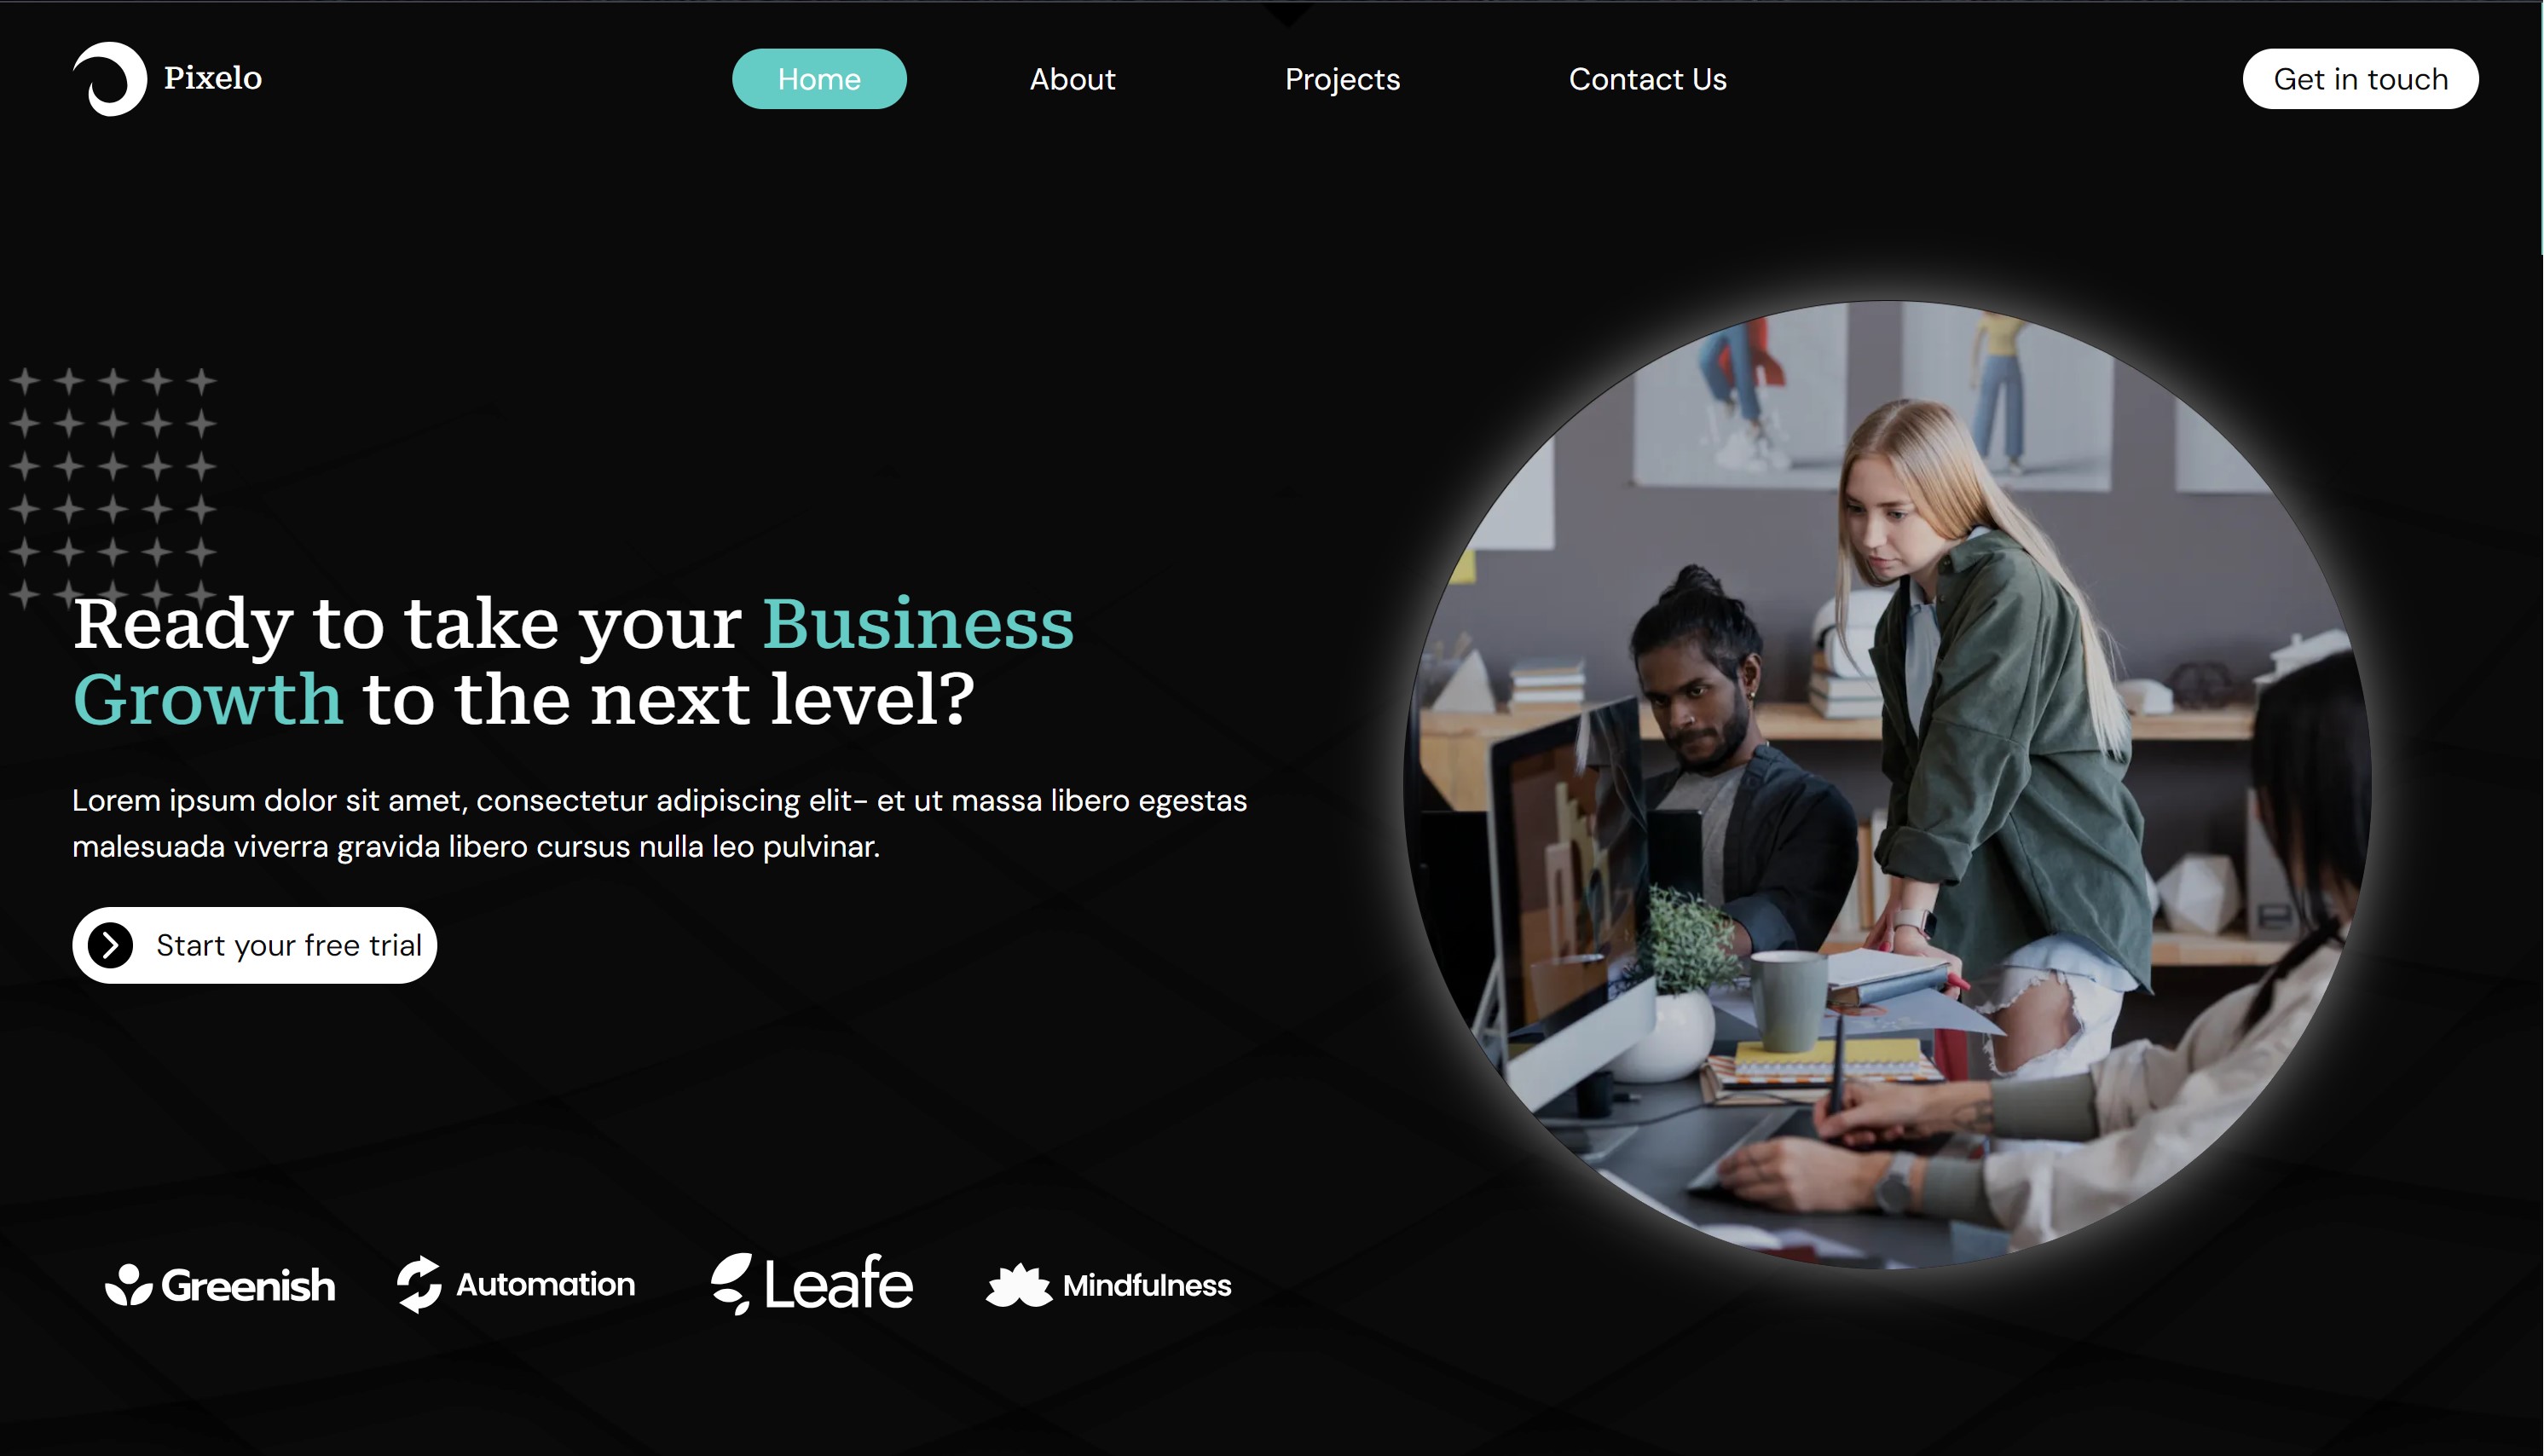 Pixelo
Home
About
Projects
Contact Us
Get in touch
Ready to take your Business
Growth to the next level?
Lorem ipsum dolor sit amet, consectetur adipiscing elit- et ut massa libero egestas
malesuada viverra gravida libero cursus nulla leo pulvinar.
Start your free trial
Greenish
Automation
Leafe
Mindfulness